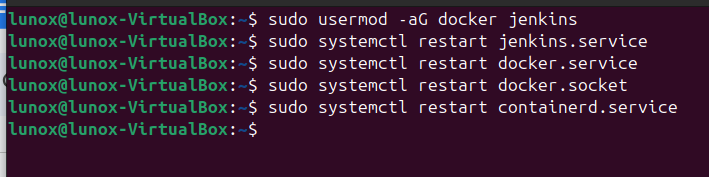 lunox@lunox-VirtualBox:~$ sudo usermod -aG docker jenkins
lunox@lunox-VirtualBox:~$ sudo systemctl restart jenkins.service
lunox@lunox-VirtualBox:~$ sudo systemctl restart docker.service
lunox@lunox-VirtualBox:~$ sudo systemctl restart docker.socket
lunox@lunox-VirtualBox:~$ sudo systemctl restart containerd.service
lunox@lunox-VirtualBox:~$